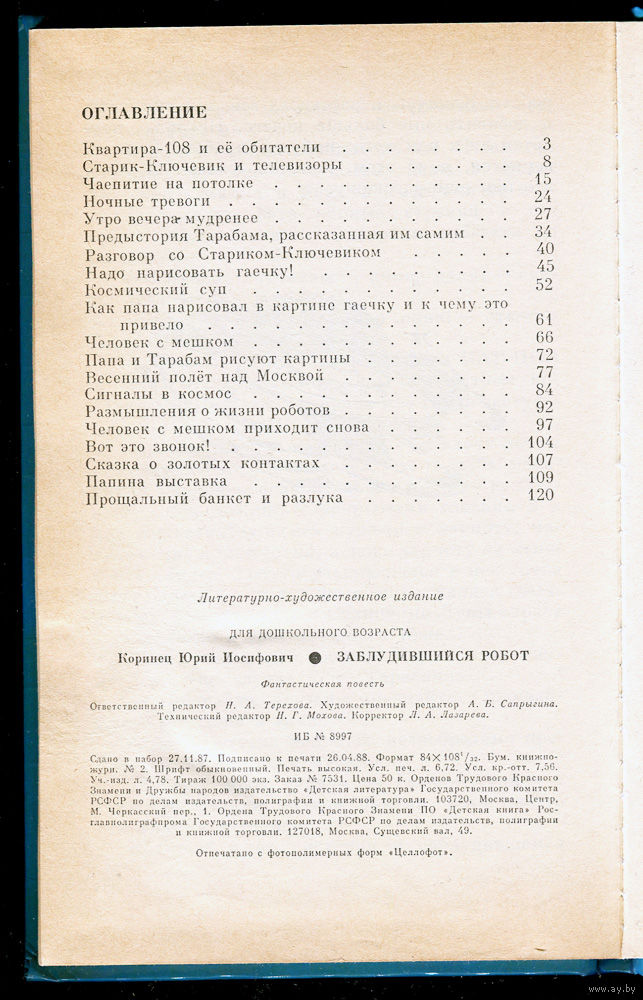 ОГЛАВЛЕНИЕ
Квартира-108 и её обитатели . . . . . . . . 3
Старик-Ключевик и телевизоры . . . . . . . 8
Чаепитие на потолке . . . . . . . . . . . 15
Ночные тревоги . . . . . . . . . . . . 24
Утро вечера мудренее . . . . . . . . . . . 27
Предыстория Тарабама, рассказанная им самим . . 34
Разговор со Стариком-Ключевиком . . . . . 40
Надо нарисовать гаечку! . . . . . . . . . 45
Космический суп . . . . . . . . . . . 52
Как папа нарисовал в картине гаечку и к чему это
привело . . . . . . . . . . . . . 61
Человек с мешком . . . . . . . . . . . 66
Папа и Тарабам рисуют картины . . . . . . . 72
Весенний полёт над Москвой . . . . . . . . 77
Сигналы в космос . . . . . . . . . . . 84
Размышления о жизни роботов . . . . . . . . 92
Человек с мешком приходит снова . . . . . . 97
Вот это звонок! . . . . . . . . . . . . 104
Сказка о золотых контактах . . . . . . . . 107
Папина выставка . . . . . . . . . . . 109
Прощальный банкет и разлука . . . . . . . 120
Литературно-художественное издание
ДЛЯ ДОШКОЛЬНОГО ВОЗРАСТА
Коринец Юрий Иосифович ● ЗАБЛУДИВШИЙСЯ РОБОТ
Фантастическая повесть
Ответственный редактор Н. А. Терехова. Художественный редактор А. Б. Сапрыгина.
Технический редактор Н. Г. Мохова. Корректор Л. А. Лазарева.
ИБ № 8997
Сдано в набор 27.11.87. Подписано к печати 26.04.88. Формат 84×108¹/₃₂. Бум. книжно-
журн. № 2. Шрифт обыкновенный. Печать высокая. Усл. печ. л. 6,72. Усл. кр.-отт. 7,56.
Уч.-изд. л. 4,78. Тираж 100 000 экз. Заказ № 7531. Цена 50 к. Орденов Трудового Красного
Знамени и Дружбы народов издательство «Детская литература» Государственного комитета
РСФСР по делам издательств, полиграфии и книжной торговли. 103720, Москва, Центр,
М. Черкасский пер., 1. Ордена Трудового Красного Знамени ПО «Детская книга» Рос-
главполиграфпрома Государственного комитета РСФСР по делам издательств, полиграфии
и книжной торговли. 127018, Москва, Сущевский вал, 49.
Отпечатано с фотополимерных форм «Целлофот».
www.ay.by